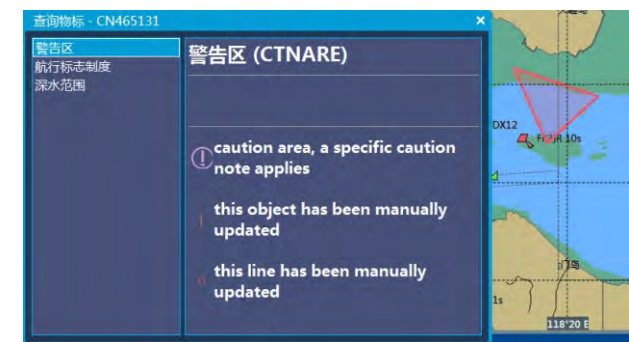 查询物标 - CN465131
×
警告区
航行标志制度
深水范围
警告区 (CTNARE)
caution area, a specific caution
note applies
this object has been manually
updated
this line has been manually
updated
DX12
10s
1s
118°20 E